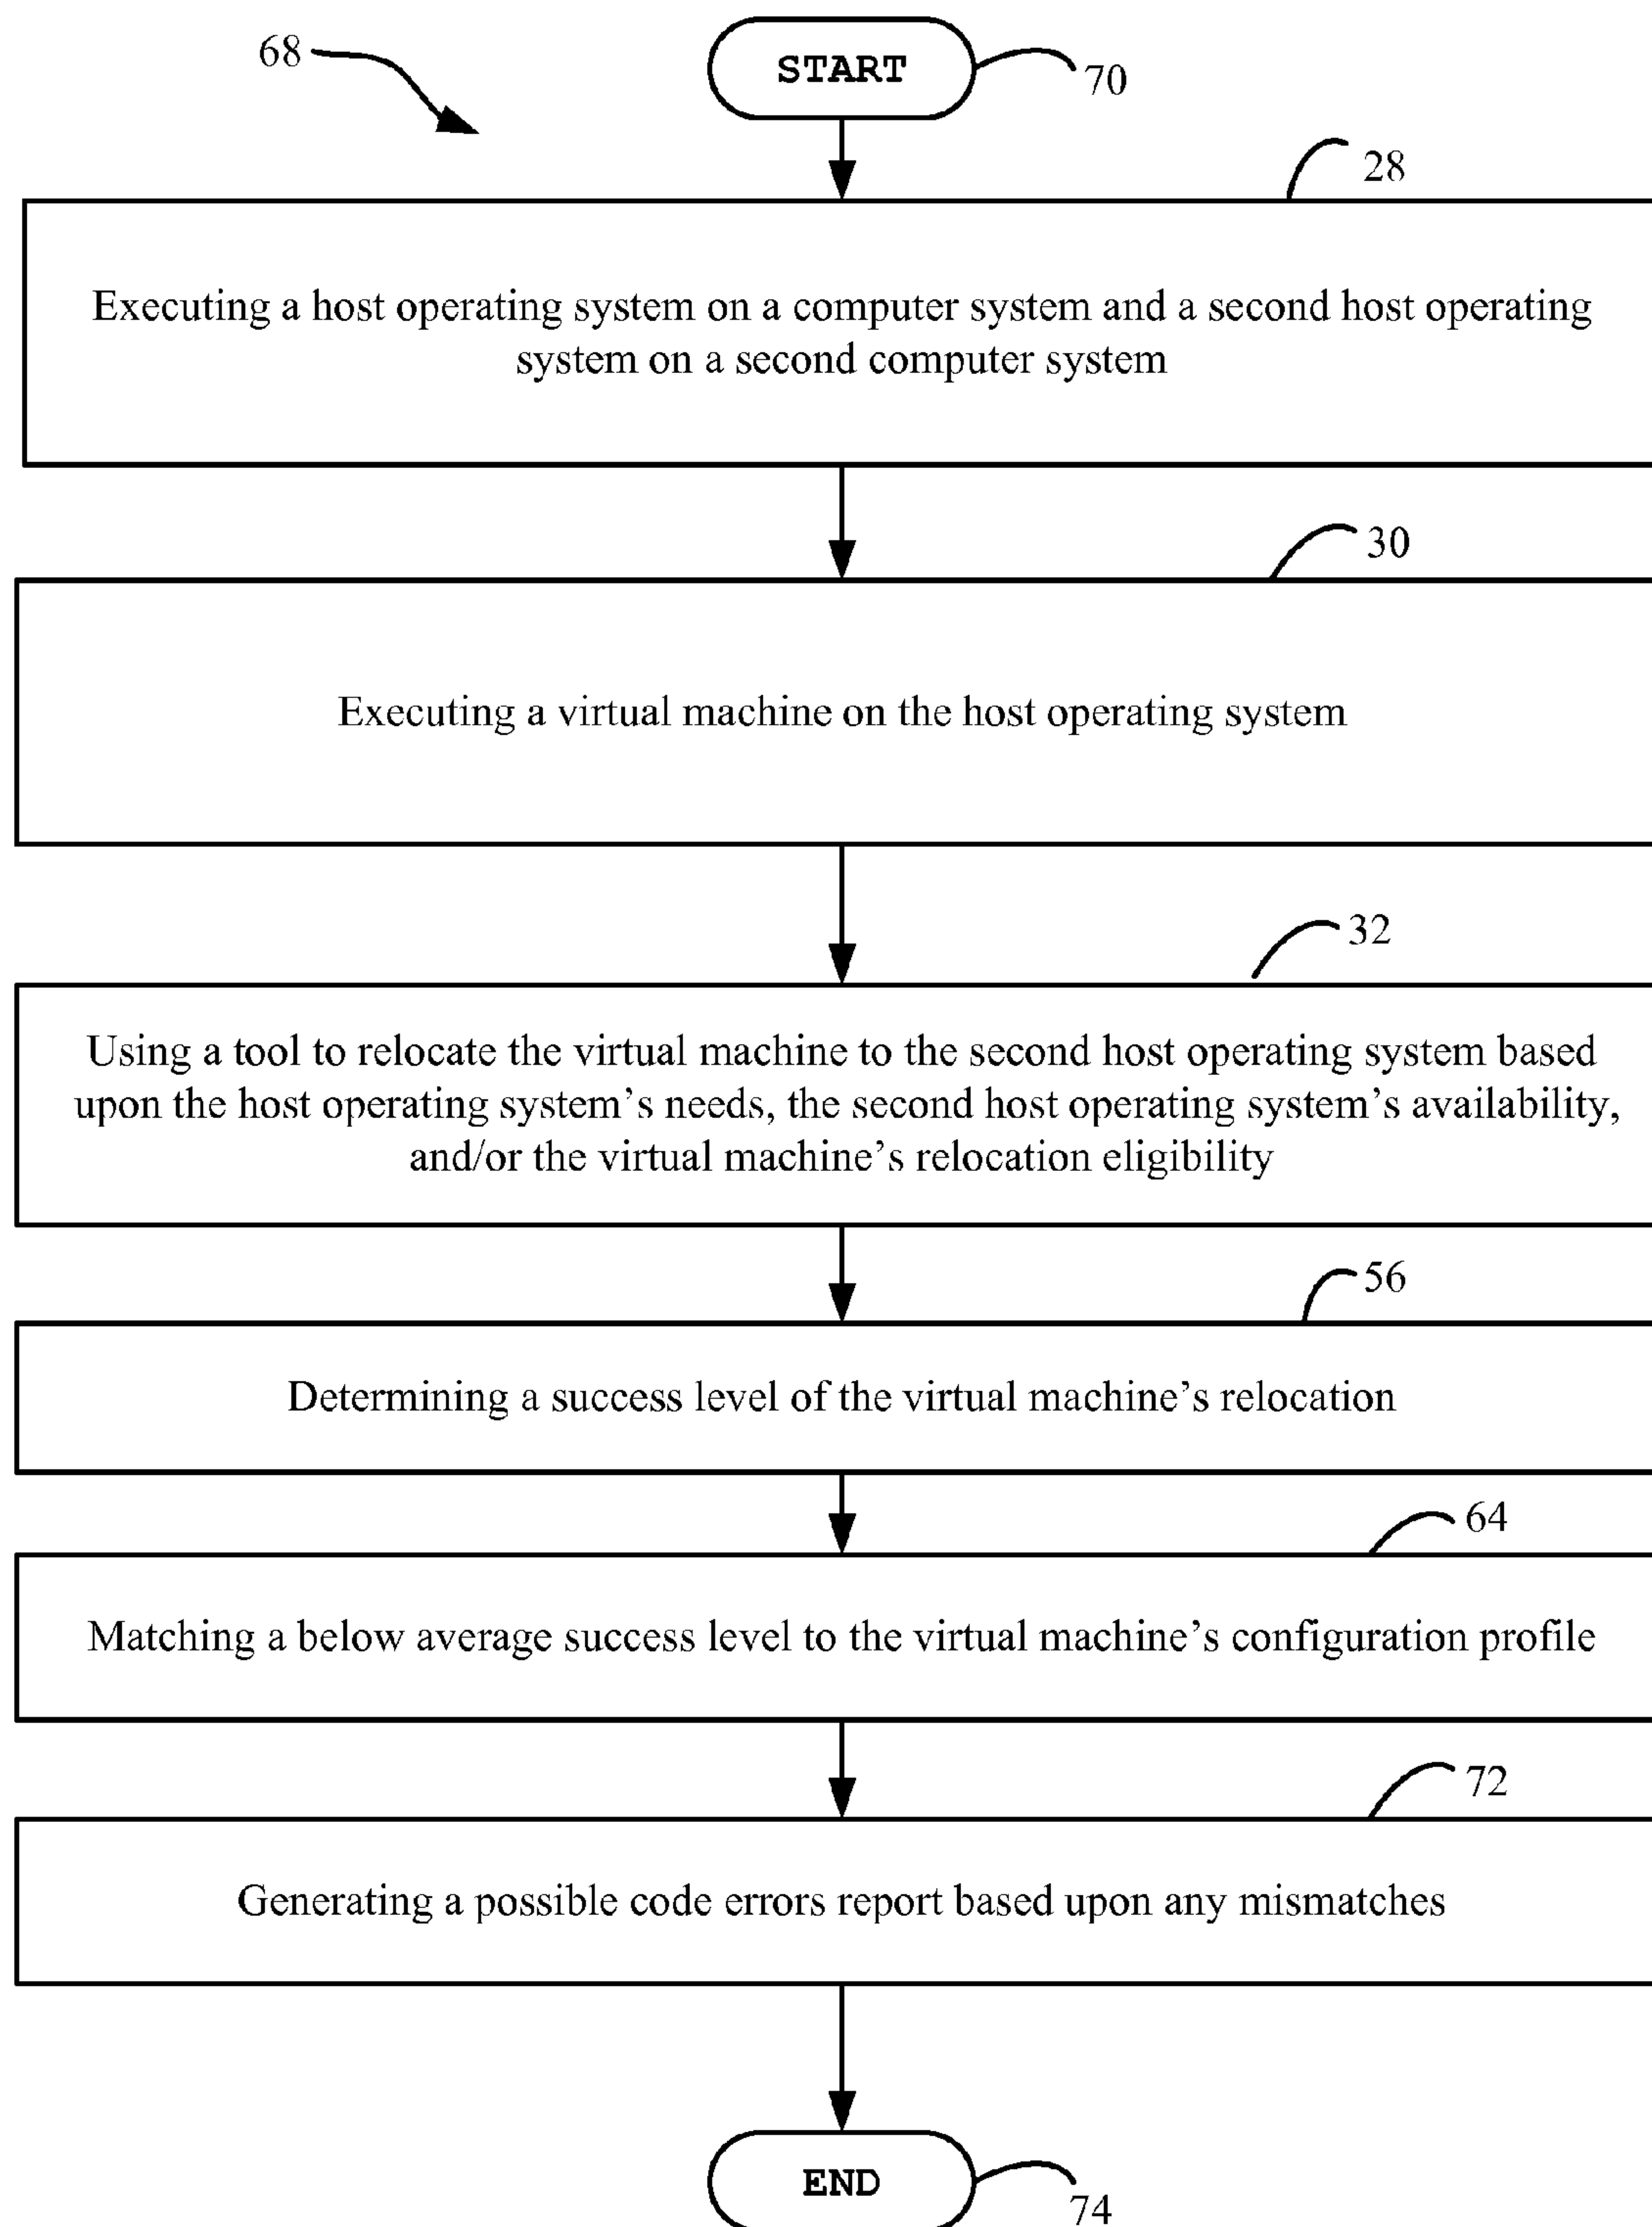 68
START
70
28
Executing a host operating system on a computer system and a second host operating
system on a second computer system
30
Executing a virtual machine on the host operating system
32
Using a tool to relocate the virtual machine to the second host operating system based
upon the host operating system’s needs, the second host operating system’s availability,
and/or the virtual machine’s relocation eligibility
56
Determining a success level of the virtual machine’s relocation
64
Matching a below average success level to the virtual machine’s configuration profile
72
Generating a possible code errors report based upon any mismatches
END
74